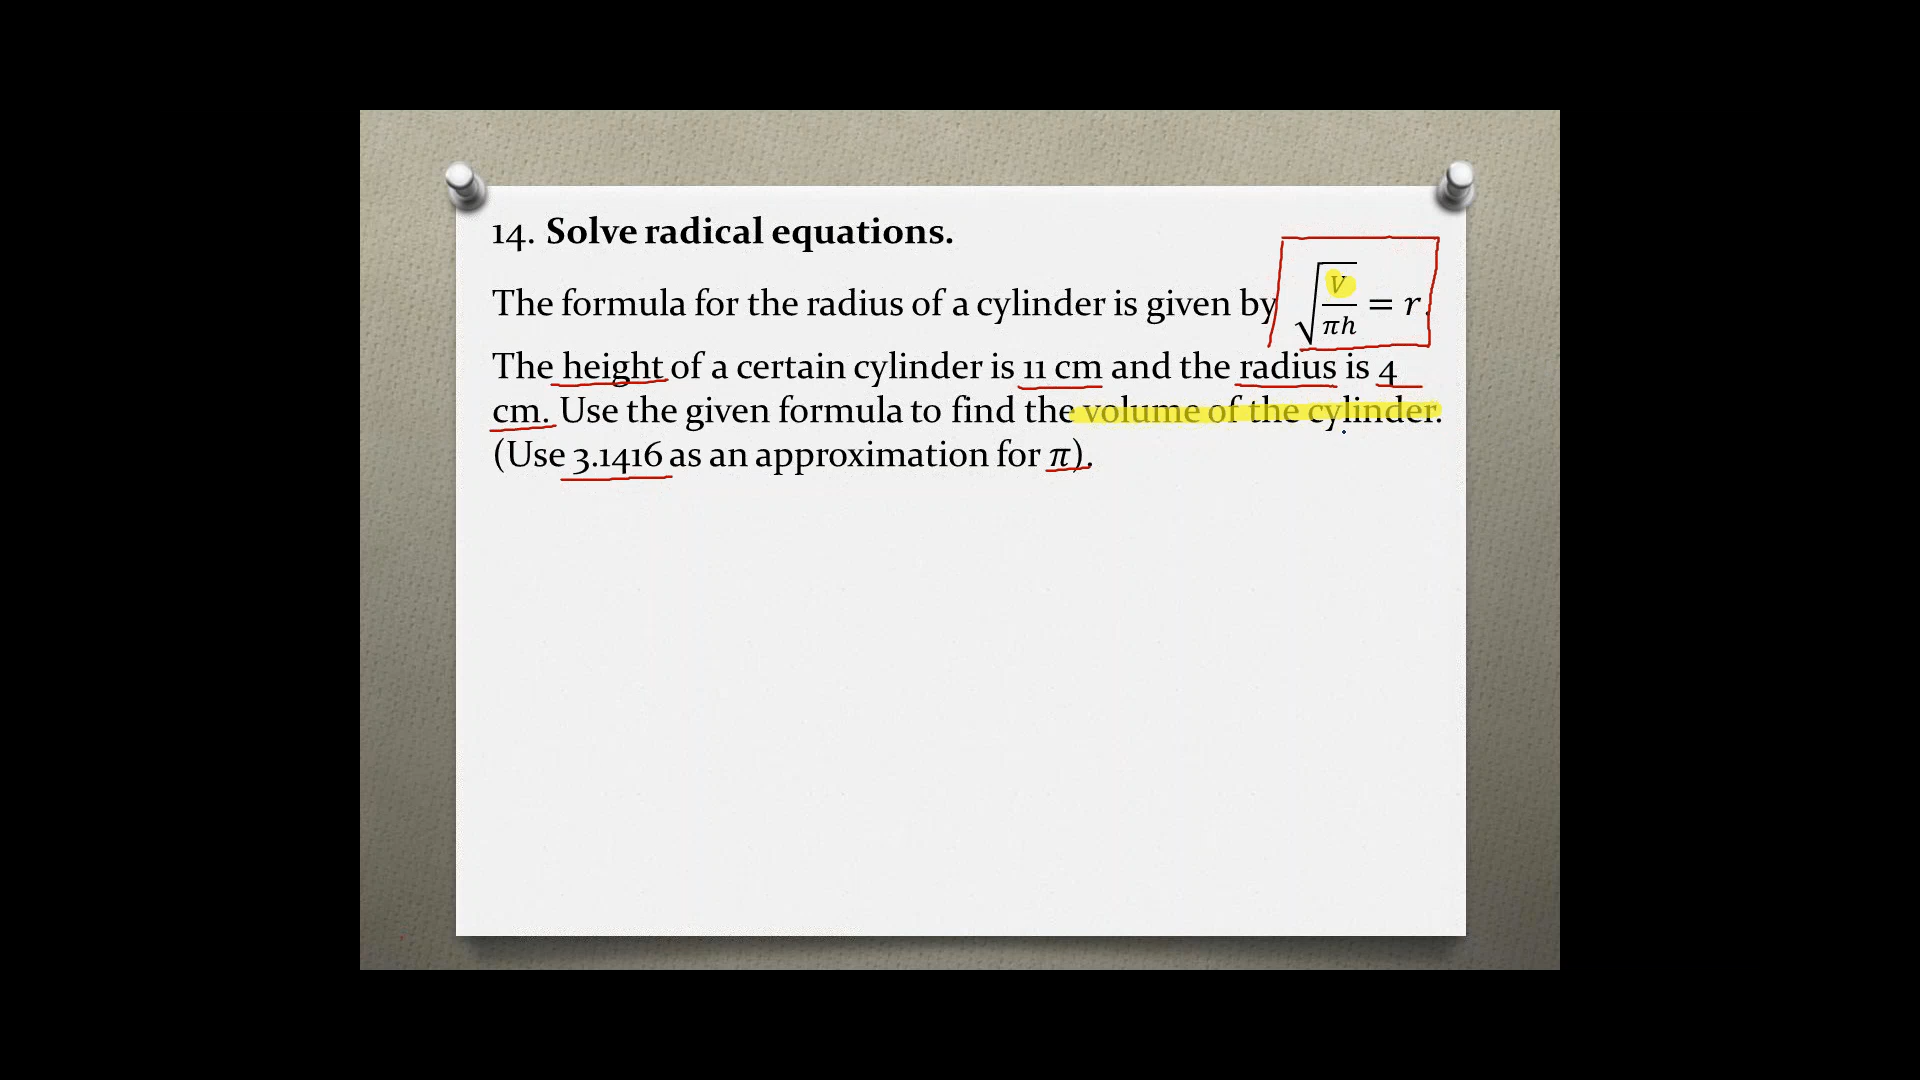 14. Solve radical equations.
The formula for the radius of a cylinder is given by √(V/πh) = r.
The height of a certain cylinder is 11 cm and the radius is 4
cm. Use the given formula to find the volume of the cylinder.
(Use 3.1416 as an approximation for π).